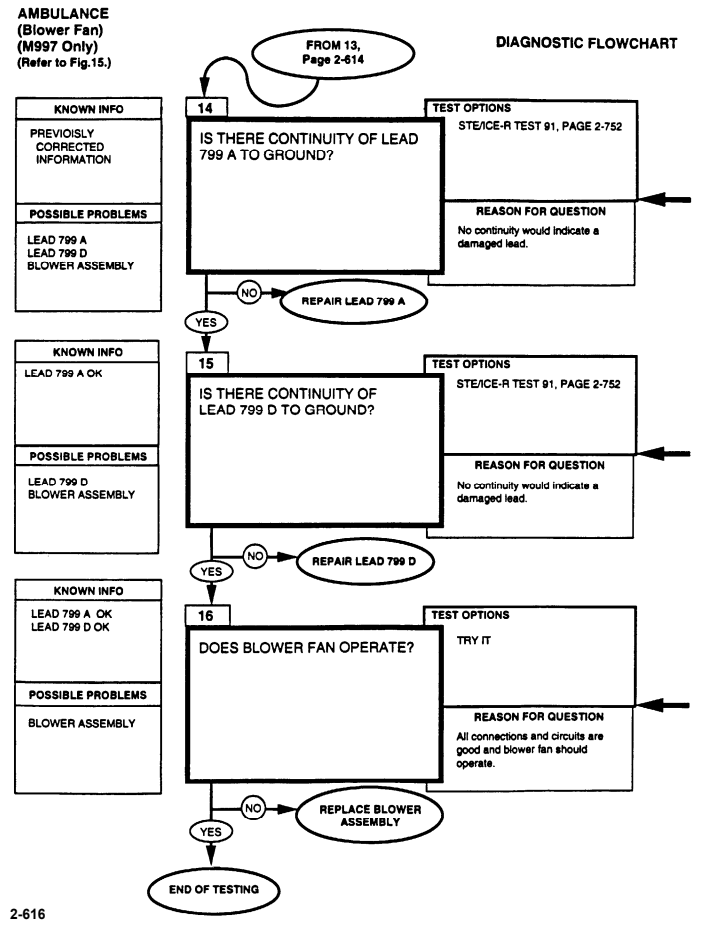 AMBULANCE
(Blower Fan)
(M997 Only)
(Refer to Fig.15.)
FROM 13,
Page 2-614
DIAGNOSTIC FLOWCHART
KNOWN INFO
PREVIOISLY
CORRECTED
INFORMATION
POSSIBLE PROBLEMS
LEAD 799 A
LEAD 799 D
BLOWER ASSEMBLY
14
IS THERE CONTINUITY OF LEAD
799 A TO GROUND?
TEST OPTIONS
STE/ICE-R TEST 91, PAGE 2-752
REASON FOR QUESTION
No continuity would indicate a
damaged lead.
NO
REPAIR LEAD 799 A
YES
KNOWN INFO
LEAD 799 A OK
POSSIBLE PROBLEMS
LEAD 799 D
BLOWER ASSEMBLY
15
IS THERE CONTINUITY OF
LEAD 799 D TO GROUND?
TEST OPTIONS
STE/ICE-R TEST 91, PAGE 2-752
REASON FOR QUESTION
No continuity would indicate a
damaged lead.
NO
REPAIR LEAD 799 D
YES
KNOWN INFO
LEAD 799 A OK
LEAD 799 D OK
POSSIBLE PROBLEMS
BLOWER ASSEMBLY
16
DOES BLOWER FAN OPERATE?
TEST OPTIONS
TRY IT
REASON FOR QUESTION
All connections and circuits are
good and blower fan should
operate.
NO
REPLACE BLOWER
ASSEMBLY
YES
END OF TESTING
2-616